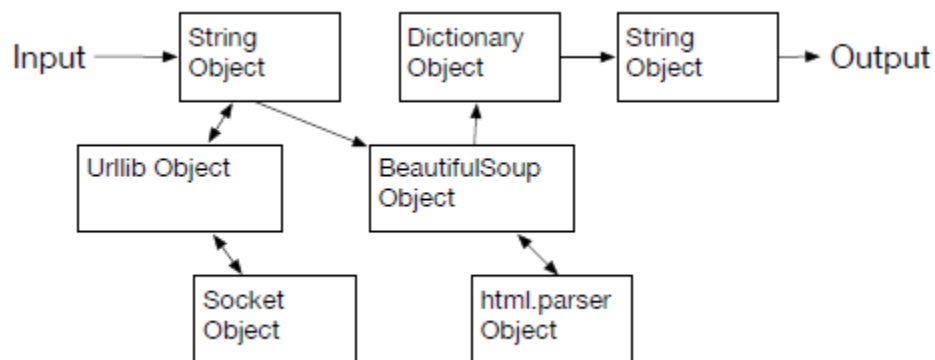 Input
String
Object
Dictionary
Object
String
Object
Output
Urllib Object
BeautifulSoup
Object
Socket
Object
html.parser
Object